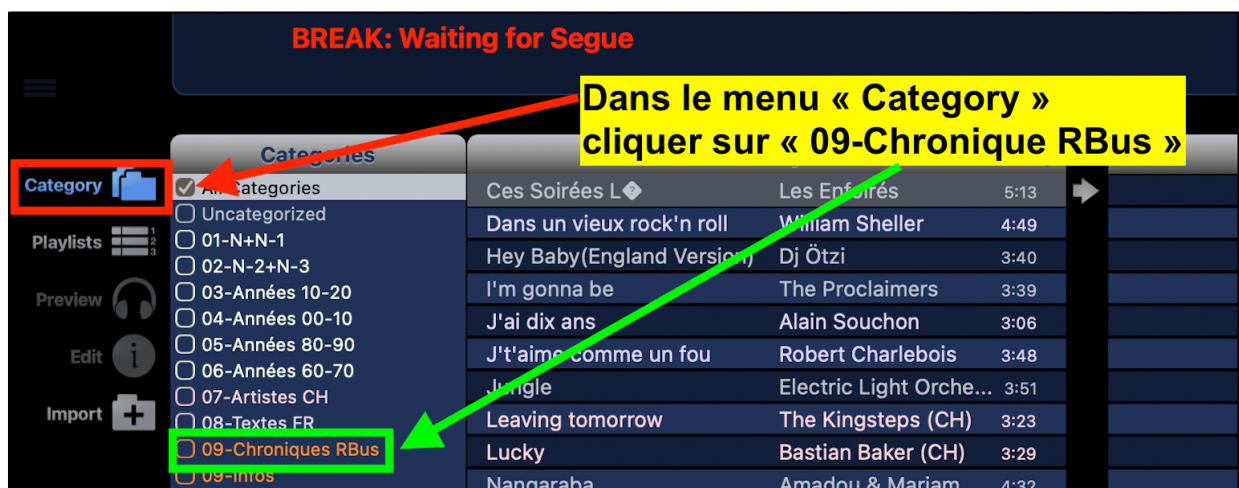 BREAK: Waiting for Segue
Dans le menu « Category »
cliquer sur « 09-Chronique RBus »
Category
Playlists
1
2
3
Preview
Edit
i
Import
Categories
All Categories
Uncategorized
01-N+N-1
02-N-2+N-3
03-Années 10-20
04-Années 00-10
05-Années 80-90
06-Années 60-70
07-Artistes CH
08-Textes FR
09-Chroniques RBus
09-Infos
Ces Soirées L� Les Enfoirés 5:13
Dans un vieux rock'n roll William Sheller 4:49
Hey Baby(England Version) Dj Ötzi 3:40
I'm gonna be The Proclaimers 3:39
J'ai dix ans Alain Souchon 3:06
J't'aime comme un fou Robert Charlebois 3:48
Jungle Electric Light Orche... 3:51
Leaving tomorrow The Kingsteps (CH) 3:23
Lucky Bastian Baker (CH) 3:29
Nangaraba Amadou & Mariam 4:32